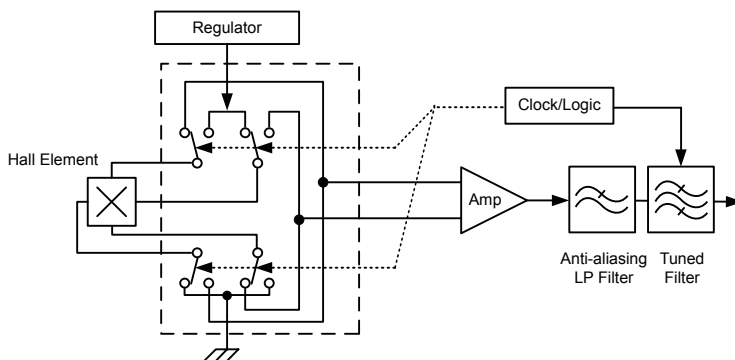 Regulator
Clock/Logic
Hall Element
Amp
Anti-aliasing
LP Filter
Tuned
Filter